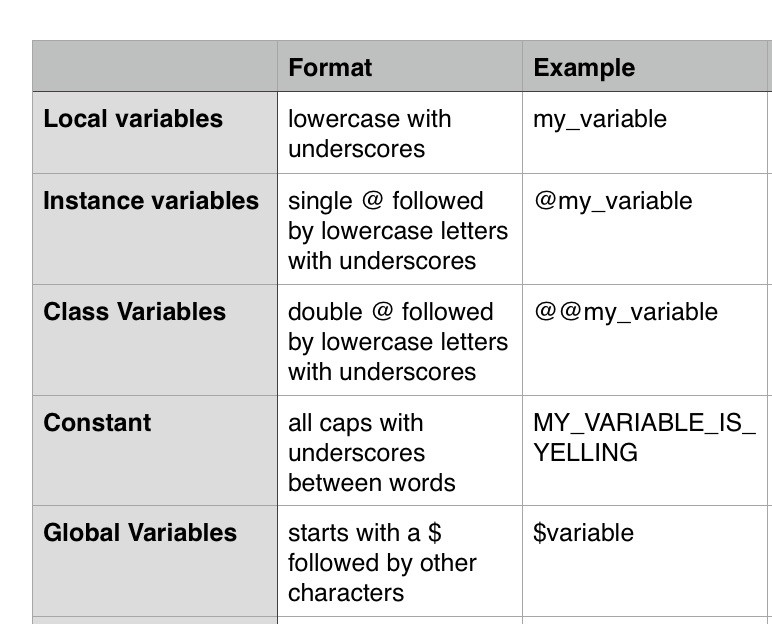 Format Example
Local variables lowercase with my_variable
underscores
Instance variables single @ followed @my_variable
by lowercase letters
with underscores
Class Variables double @ followed @@my_variable
by lowercase letters
with underscores
Constant all caps with MY_VARIABLE_IS_
underscores YELLING
between words
Global Variables starts with a $ $variable
followed by other
characters